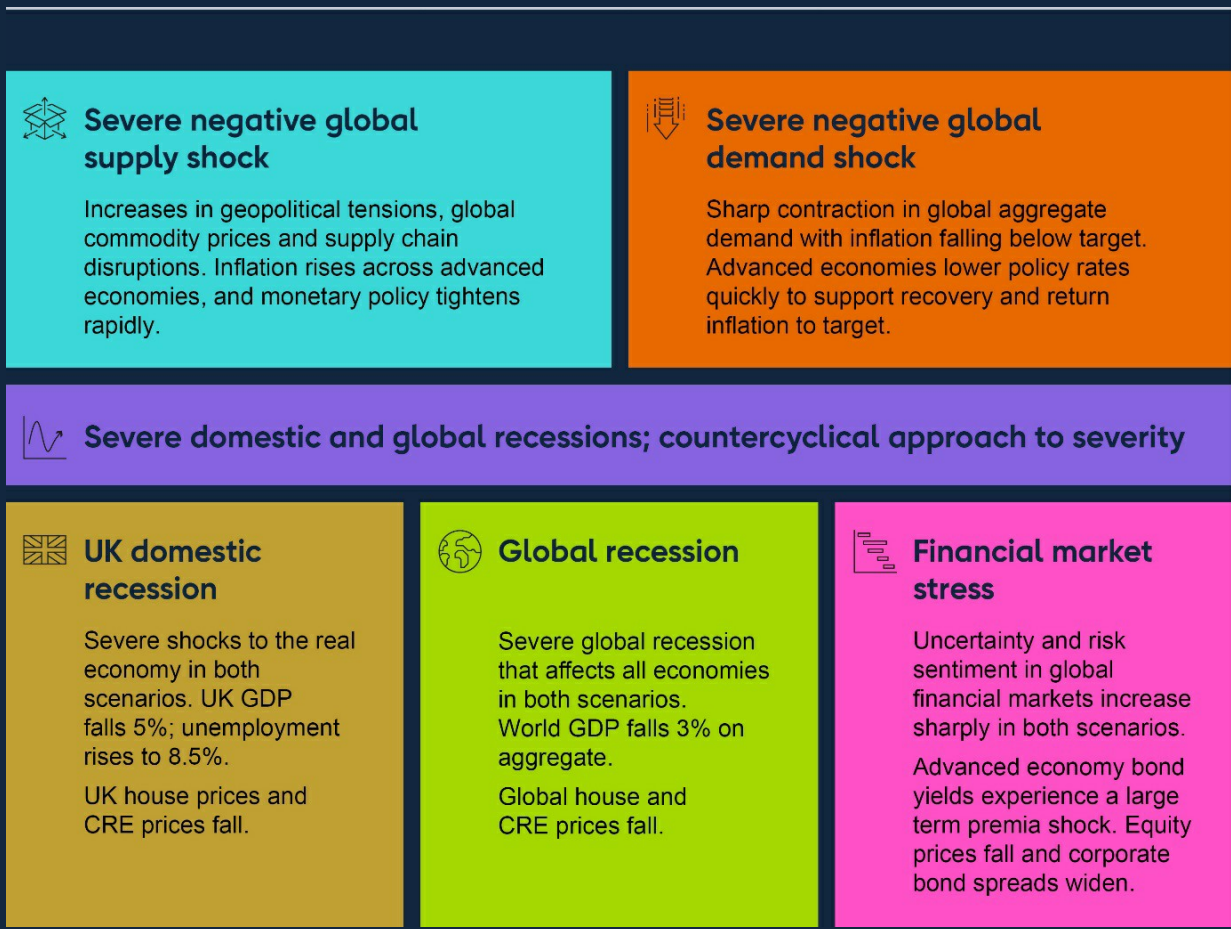 Severe negative global
supply shock
Increases in geopolitical tensions, global
commodity prices and supply chain
disruptions. Inflation rises across advanced
economies, and monetary policy tightens
rapidly.
Severe negative global
demand shock
Sharp contraction in global aggregate
demand with inflation falling below target.
Advanced economies lower policy rates
quickly to support recovery and return
inflation to target.
Severe domestic and global recessions; countercyclical approach to severity
UK domestic
recession
Severe shocks to the real
economy in both
scenarios. UK GDP
falls 5%; unemployment
rises to 8.5%.
UK house prices and
CRE prices fall.
Global recession
Severe global recession
that affects all economies
in both scenarios.
World GDP falls 3% on
aggregate.
Global house and
CRE prices fall.
Financial market
stress
Uncertainty and risk
sentiment in global
financial markets increase
sharply in both scenarios.
Advanced economy bond
yields experience a large
term premia shock. Equity
prices fall and corporate
bond spreads widen.